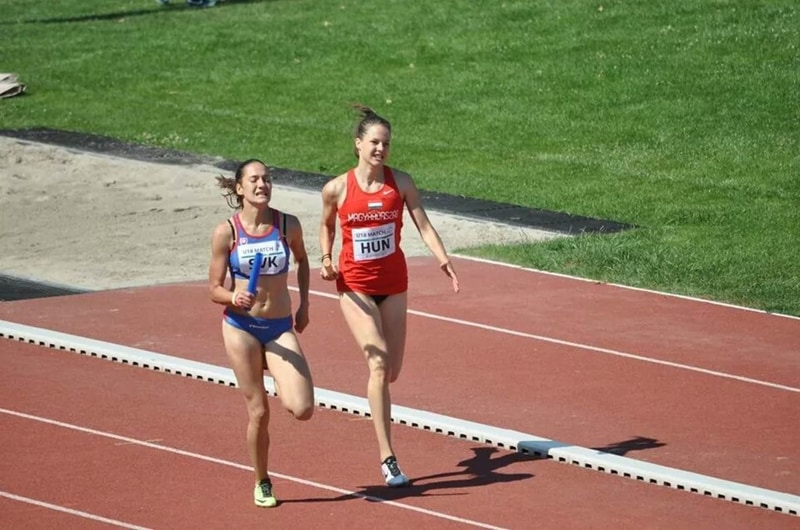 U18 MATCH
SVK
MAGYARORSZÁG
U18 MATCH
HUN